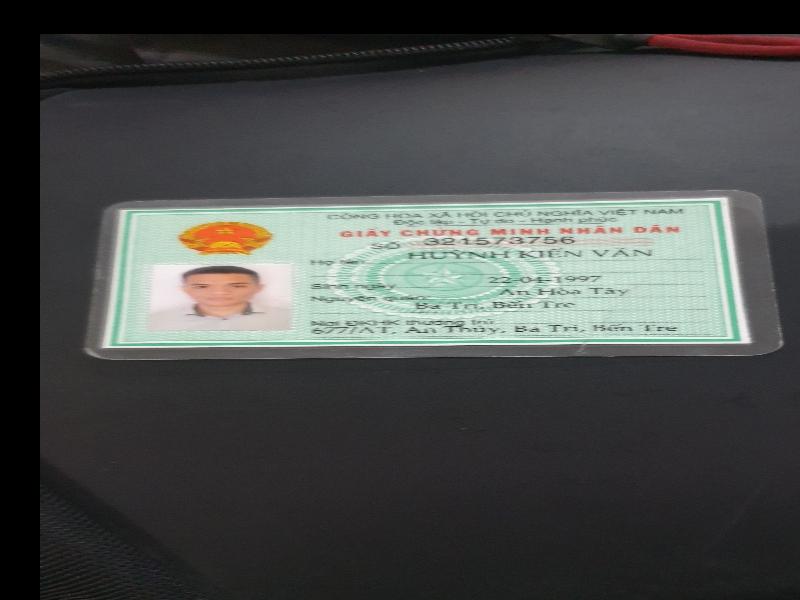 CỘNG HÒA XÃ HỘI CHỦ NGHĨA VIỆT NAM
Độc lập - Tự do - Hạnh phúc
GIẤY CHỨNG MINH NHÂN DÂN
SỐ 321573756
Họ tên HUỲNH KIẾN VĂN
Sinh ngày 22-04-1997
Nguyên quán An Hòa Tây
Ba Tri, Bến Tre
Nơi ĐKHK thường trú
677/AT, An Thủy, Ba Tri, Bến Tre